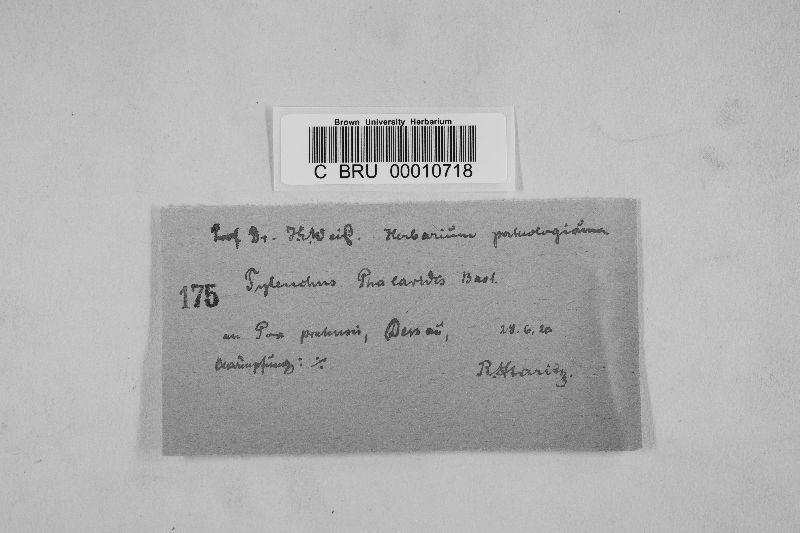 Brown University Herbarium
C BRU 00010718
Prof Dr. H. Weiß. Herbarium pathologicum
175 Tylenchus Phalaridis Bast.
an Poa pratensis, Dessau, 28.6.20
Bekämpfung: ∵
R. Staritz.